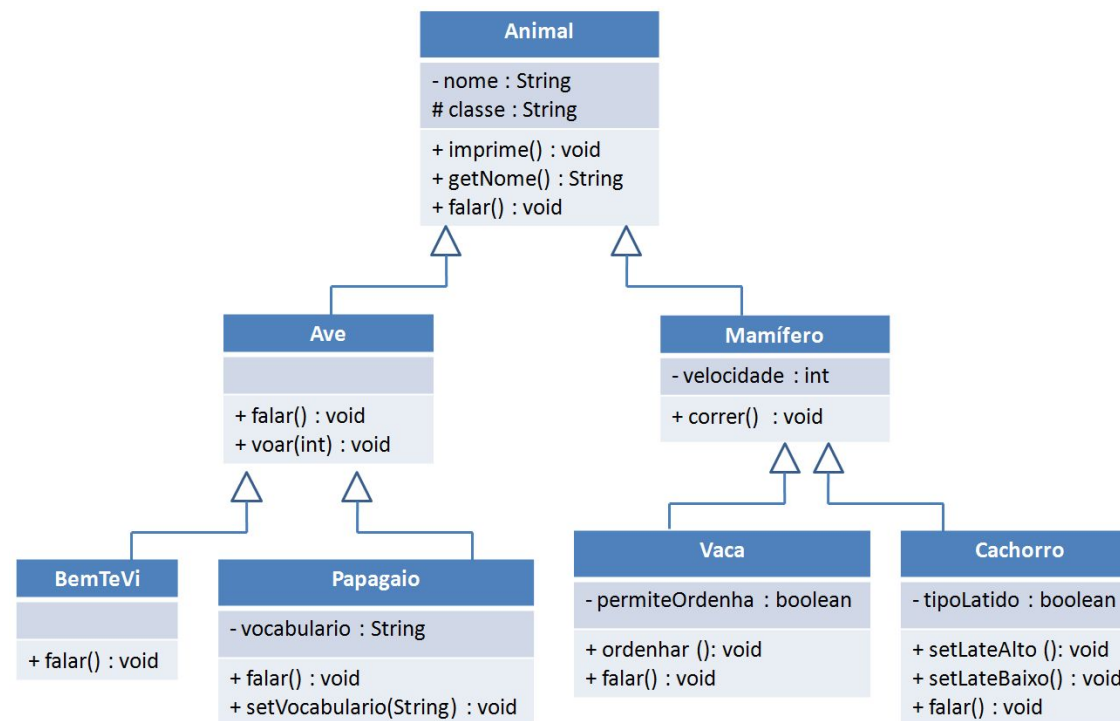 Animal
- nome : String
# classe : String
+ imprime() : void
+ getNome() : String
+ falar() : void
Ave
+ falar() : void
+ voar(int) : void
Mamífero
- velocidade : int
+ correr() : void
BemTeVi
+ falar() : void
Papagaio
- vocabulario : String
+ falar() : void
+ setVocabulario(String) : void
Vaca
- permiteOrdenha : boolean
+ ordenhar (): void
+ falar() : void
Cachorro
- tipoLatido : boolean
+ setLateAlto (): void
+ setLateBaixo() : void
+ falar() : void